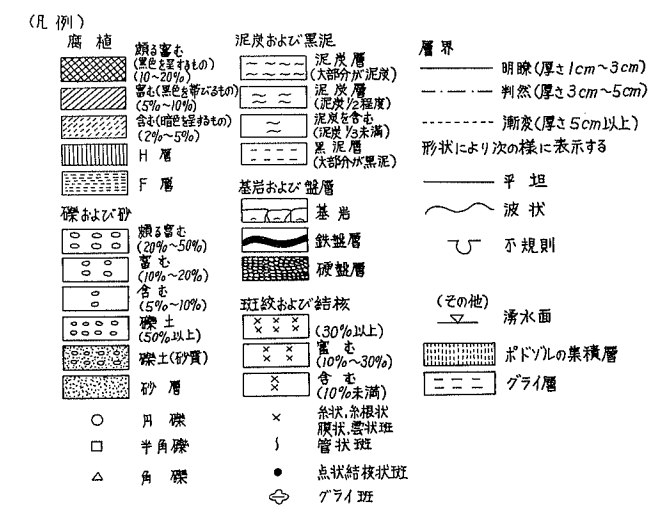 (凡例)
腐植
頗る富む
(黒色を呈するもの)
(10~20%)
富む(黒色を帯びるもの)
(5%~10%)
含む(暗色を呈するもの)
(2%~5%)
H 層
F 層
礫および砂
頗る富む
(20%~50%)
富む
(10%~20%)
含む
(5%~10%)
礫土
(50%以上)
礫土(砂質)
砂層
円礫
半角礫
角礫
泥炭および黒泥
泥炭層
(大部分が泥炭)
泥炭層
(泥炭1/2程度)
泥炭を含む
(泥炭1/3未満)
黒泥層
(大部分が黒泥)
基岩および盤層
基岩
鉄盤層
硬盤層
斑紋および結核
(30%以上)
富む
(10%~30%)
含む
(10%未満)
糸状,糸根状
膜状,雲状斑
管状斑
点状結核状斑
グライ斑
層界
明瞭(厚さ1cm~3cm)
判然(厚さ3cm~5cm)
漸変(厚さ5cm以上)
形状により次の様に表示する
平坦
波状
不規則
(その他)
湧水面
ポドゾルの集積層
グライ層